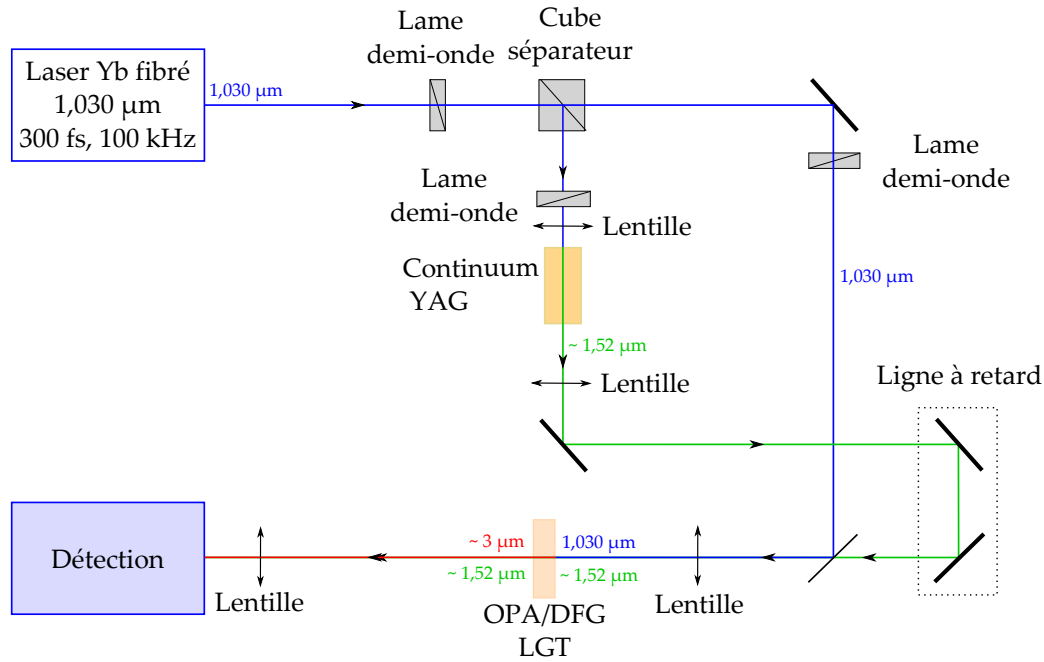 Laser Yb fibré
1,030 µm
300 fs, 100 kHz
1,030 µm
Lame
demi-onde
Cube
séparateur
Lame
demi-onde
Lame
demi-onde
Lentille
Continuum
YAG
1,030 µm
~ 1,52 µm
Lentille
Ligne à retard
Détection
~ 3 µm
1,030 µm
~ 1,52 µm
~ 1,52 µm
Lentille
Lentille
OPA/DFG
LGT